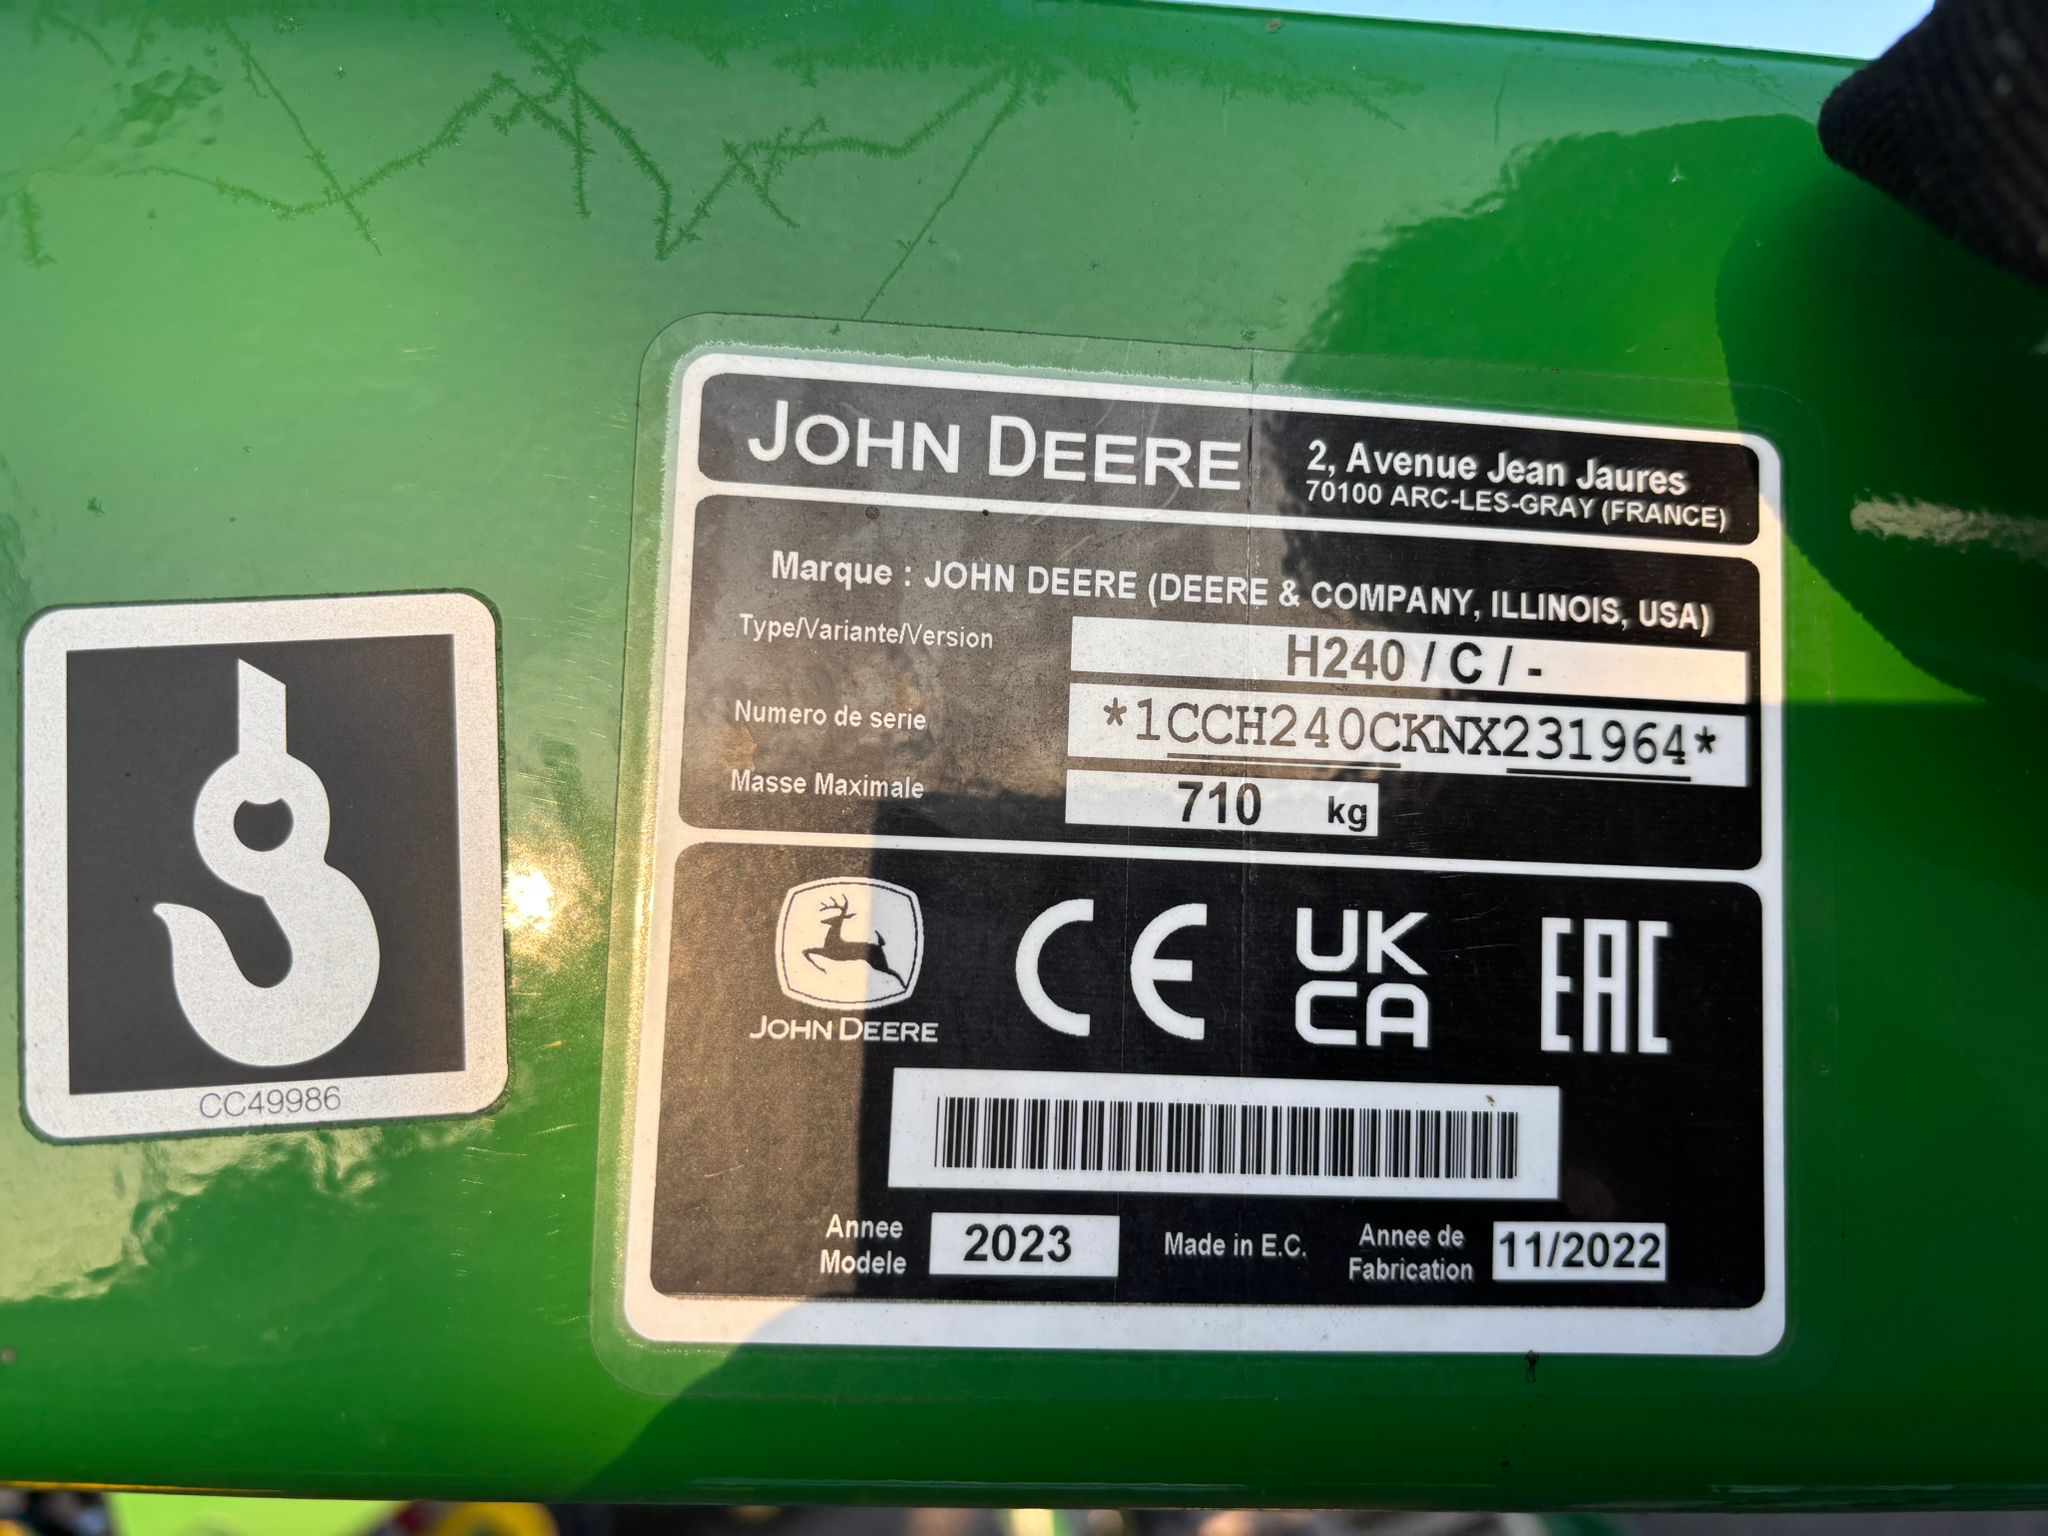 JOHN DEERE
2, Avenue Jean Jaures
70100 ARC-LES-GRAY (FRANCE)
Marque : JOHN DEERE (DEERE & COMPANY, ILLINOIS, USA)
Type/Variante/Version H240 / C / -
Numero de serie *1CCH240CKNX231964*
Masse Maximale 710 kg
JOHN DEERE
CE
UK
CA
EAC
CC49986
Annee
Modele
2023
Made in E.C.
Annee de
Fabrication
11/2022